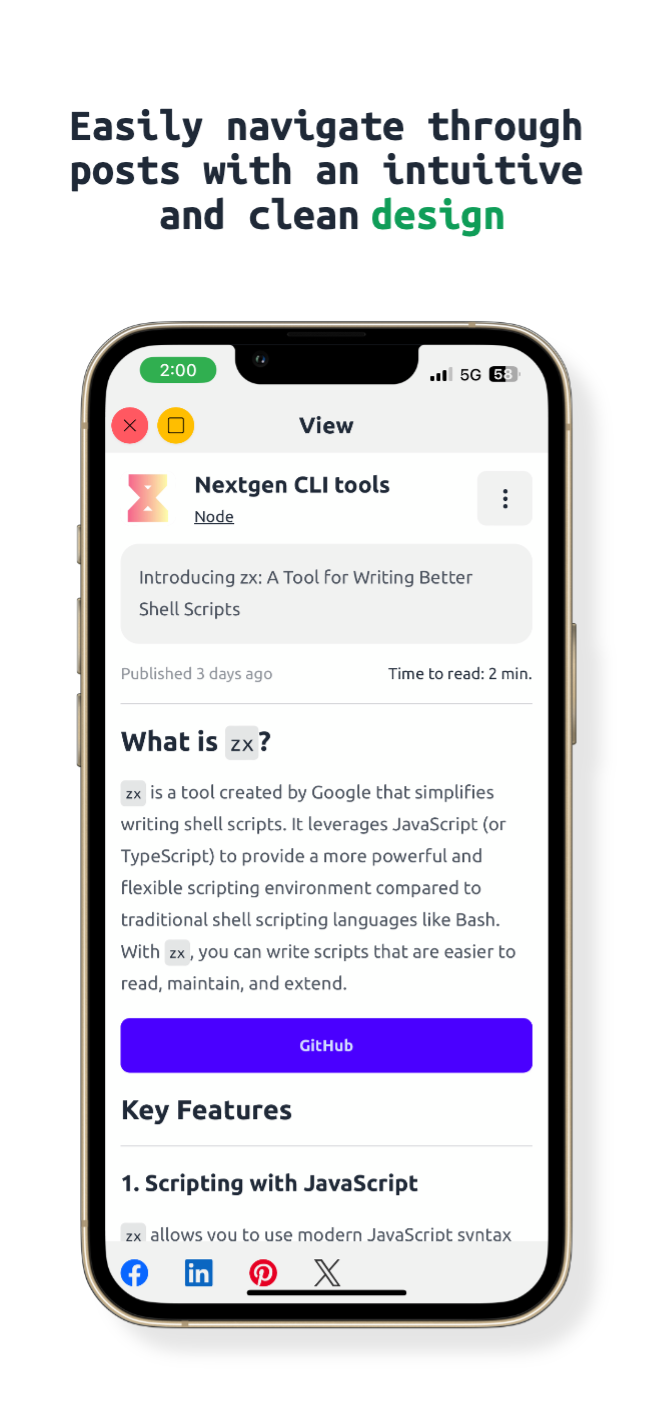 Easily navigate through
posts with an intuitive
and clean design
2:00
5G 58
View
Nextgen CLI tools
Node
Introducing zx: A Tool for Writing Better
Shell Scripts
Published 3 days ago
Time to read: 2 min.
What is zx?
zx is a tool created by Google that simplifies
writing shell scripts. It leverages JavaScript (or
TypeScript) to provide a more powerful and
flexible scripting environment compared to
traditional shell scripting languages like Bash.
With zx, you can write scripts that are easier to
read, maintain, and extend.
GitHub
Key Features
1. Scripting with JavaScript
zx allows you to use modern JavaScript syntax